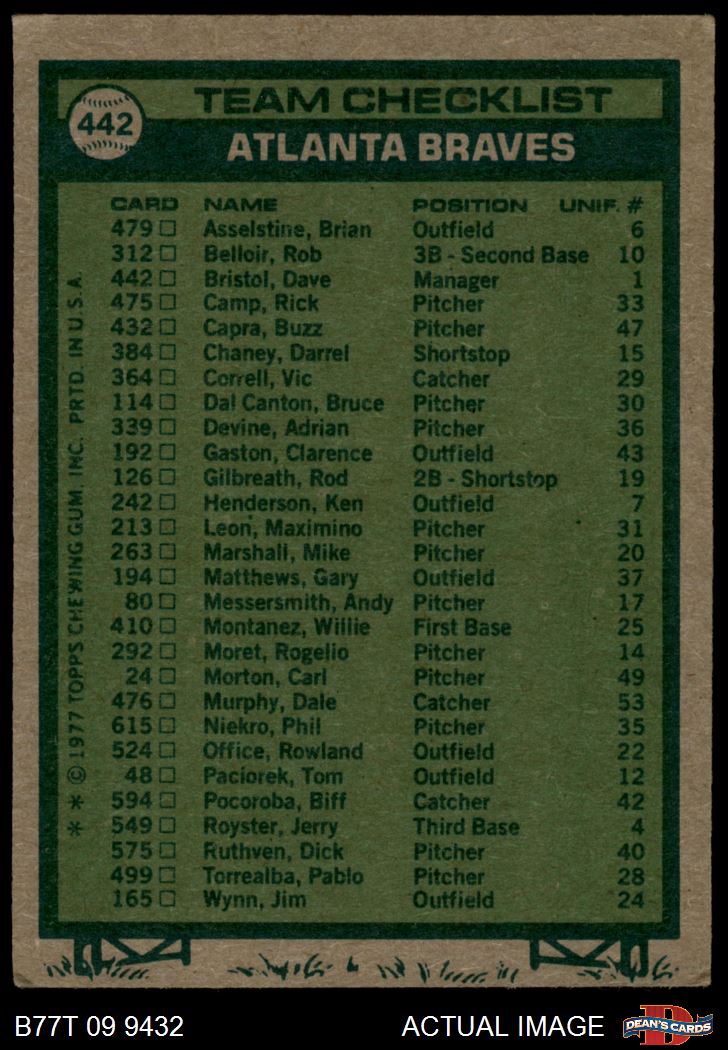 442
TEAM CHECKLIST
ATLANTA BRAVES
CARD NAME POSITION UNIF. #
479 Asselstine, Brian Outfield 6
312 Belloir, Rob 3B - Second Base 10
442 Bristol, Dave Manager 1
475 Camp, Rick Pitcher 33
432 Capra, Buzz Pitcher 47
384 Chaney, Darrel Shortstop 15
364 Correll, Vic Catcher 29
114 Dal Canton, Bruce Pitcher 30
339 Devine, Adrian Pitcher 36
192 Gaston, Clarence Outfield 43
126 Gilbreath, Rod 2B - Shortstop 19
242 Henderson, Ken Outfield 7
213 Leon, Maximino Pitcher 31
263 Marshall, Mike Pitcher 20
194 Matthews, Gary Outfield 37
80 Messersmith, Andy Pitcher 17
410 Montanez, Willie First Base 25
292 Moret, Rogelio Pitcher 14
24 Morton, Carl Pitcher 49
476 Murphy, Dale Catcher 53
615 Niekro, Phil Pitcher 35
524 Office, Rowland Outfield 22
48 Paciorek, Tom Outfield 12
594 Pocoroba, Biff Catcher 42
549 Royster, Jerry Third Base 4
575 Ruthven, Dick Pitcher 40
499 Torrealba, Pablo Pitcher 28
165 Wynn, Jim Outfield 24
* * © 1977 TOPPS CHEWING GUM, INC. PRTD. IN U.S.A.
B77T 09 9432 ACTUAL IMAGE
D
DEAN'S CARDS